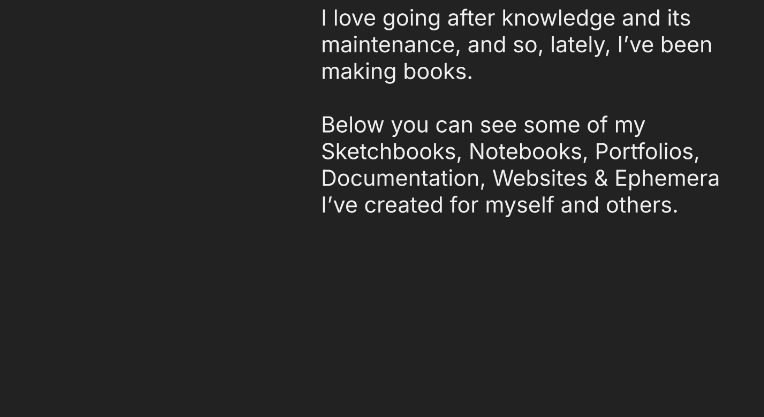 I love going after knowledge and its
maintenance, and so, lately, I’ve been
making books.
Below you can see some of my
Sketchbooks, Notebooks, Portfolios,
Documentation, Websites & Ephemera
I’ve created for myself and others.